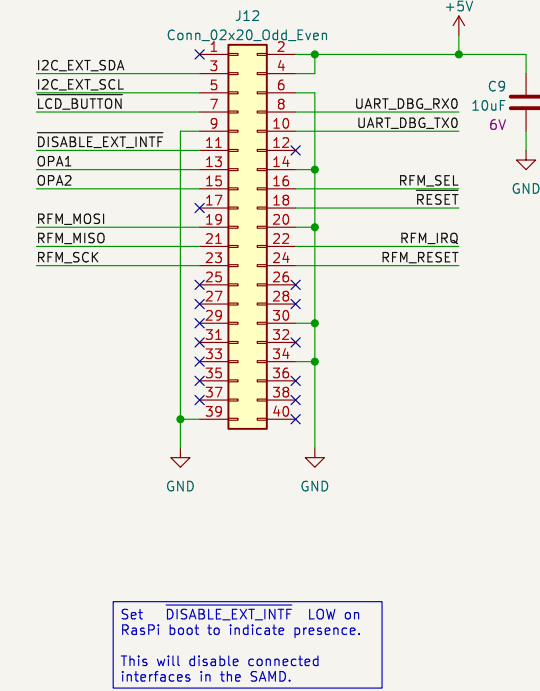 J12
+5V
Conn_02x20_Odd_Even
1 2
I2C_EXT_SDA 3 4
I2C_EXT_SCL 5 6
C9
LCD_BUTTON 7 8 UART_DBG_RX0
10uF
9 10 UART_DBG_TX0
6V
DISABLE_EXT_INTF 11 12
OPA1 13 14
OPA2 15 16 RFM_SEL
GND
17 18 RESET
RFM_MOSI 19 20
RFM_MISO 21 22 RFM_IRQ
RFM_SCK 23 24 RFM_RESET
25 26
27 28
29 30
31 32
33 34
35 36
37 38
39 40
GND GND
Set DISABLE_EXT_INTF LOW on
RasPi boot to indicate presence.
This will disable connected
interfaces in the SAMD.